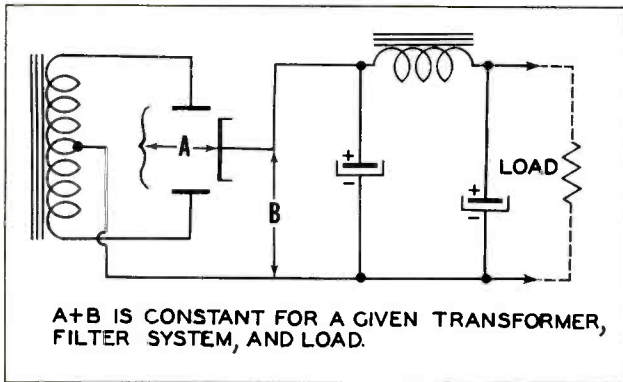 A
B
+
−
+
−
LOAD
A+B IS CONSTANT FOR A GIVEN TRANSFORMER,
FILTER SYSTEM, AND LOAD.